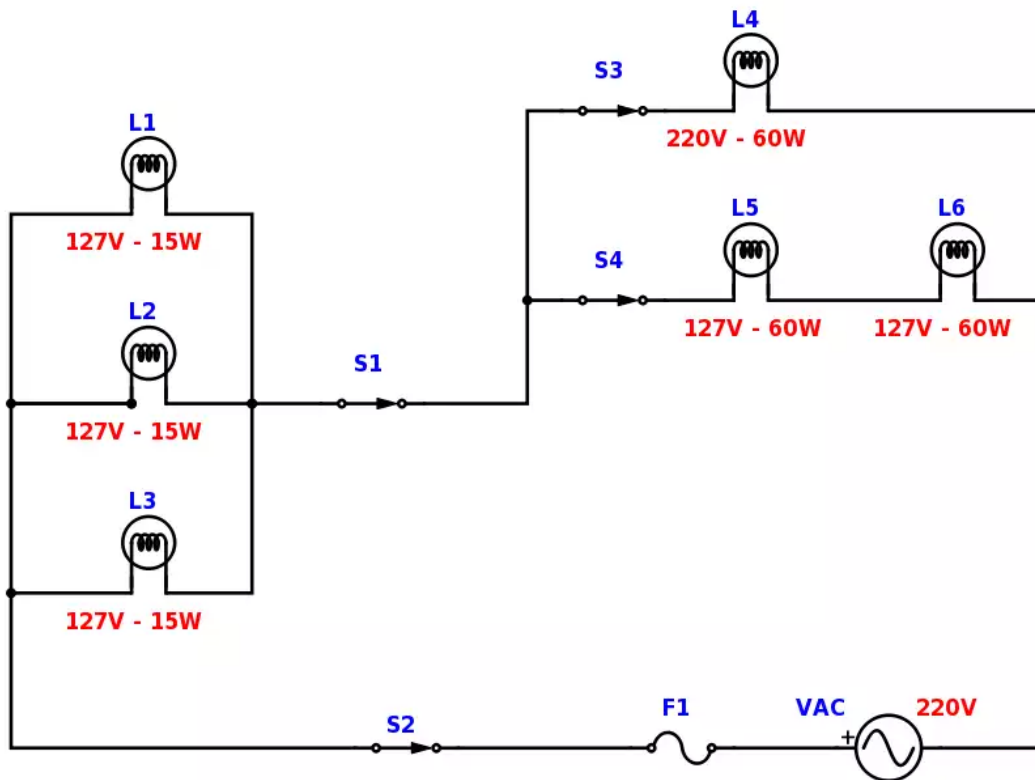 L4
S3
220V - 60W
L1
127V - 15W
L5
L6
S4
127V - 60W
127V - 60W
L2
S1
127V - 15W
L3
127V - 15W
S2
F1
VAC
220V
+